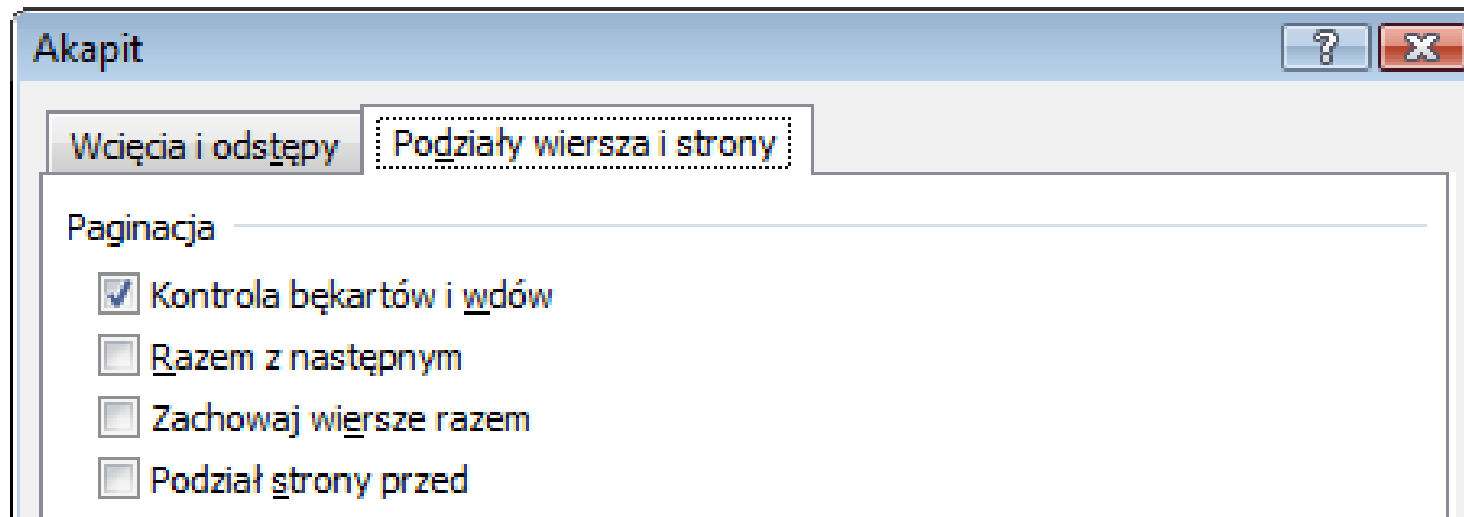 Akapit
Wcięcia i odstępy Podziały wiersza i strony
Paginacja
Kontrola bękartów i wdów
Razem z następnym
Zachowaj wiersze razem
Podział strony przed